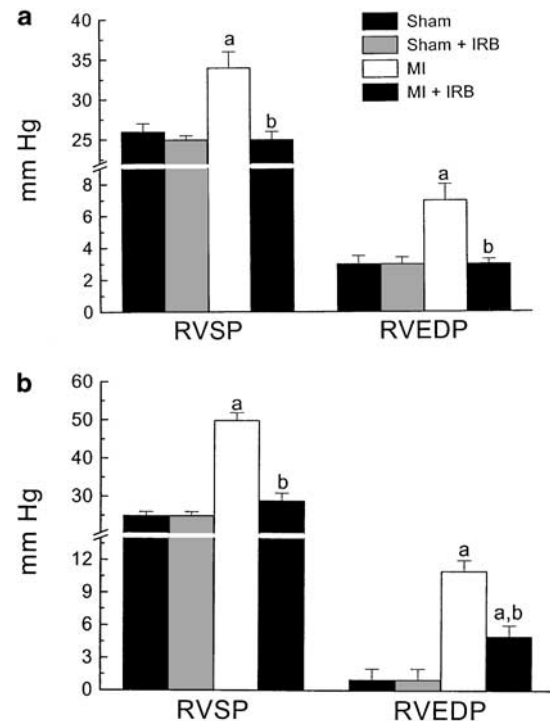 a
Sham
Sham + IRB
MI
MI + IRB
40
35
30
25
8
6
4
2
0
mm Hg
a
b
a
b
RVSP
RVEDP
b
60
50
40
30
12
9
6
3
0
mm Hg
a
b
a
a,b
RVSP
RVEDP